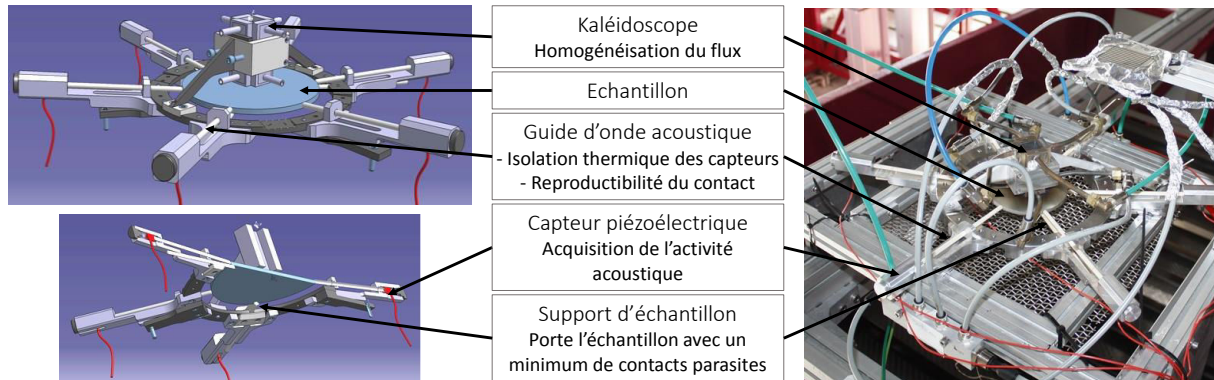 Kaléidoscope
Homogénéisation du flux
Echantillon
Guide d'onde acoustique
- Isolation thermique des capteurs
- Reproductibilité du contact
Capteur piézoélectrique
Acquisition de l'activité
acoustique
Support d'échantillon
Porte l'échantillon avec un
minimum de contacts parasites